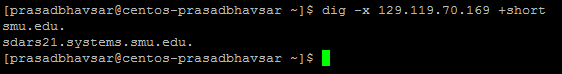 [prasadbhavsar@centos-prasadbhavsar ~]$ dig -x 129.119.70.169 +short
smu.edu.
sdars21.systems.smu.edu.
[prasadbhavsar@centos-prasadbhavsar ~]$